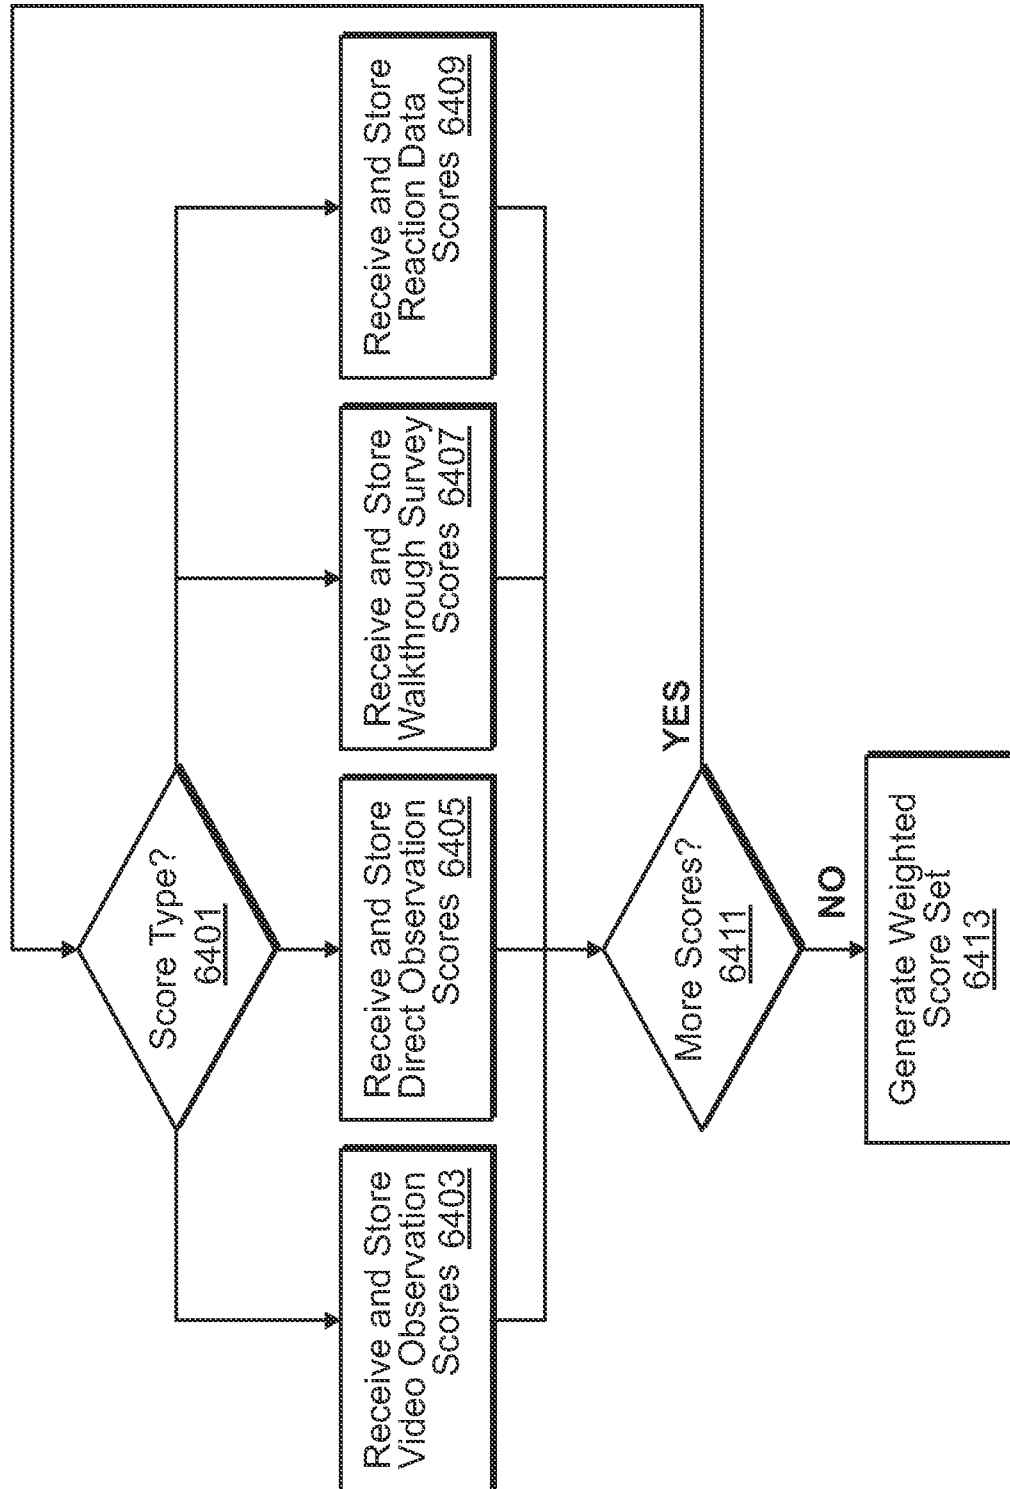 Score Type?
6401
Receive and Store
Video Observation
Scores 6403
Receive and Store
Direct Observation
Scores 6405
Receive and Store
Walkthrough Survey
Scores 6407
Receive and Store
Reaction Data
Scores 6409
More Scores?
6411
YES
NO
Generate Weighted
Score Set
6413